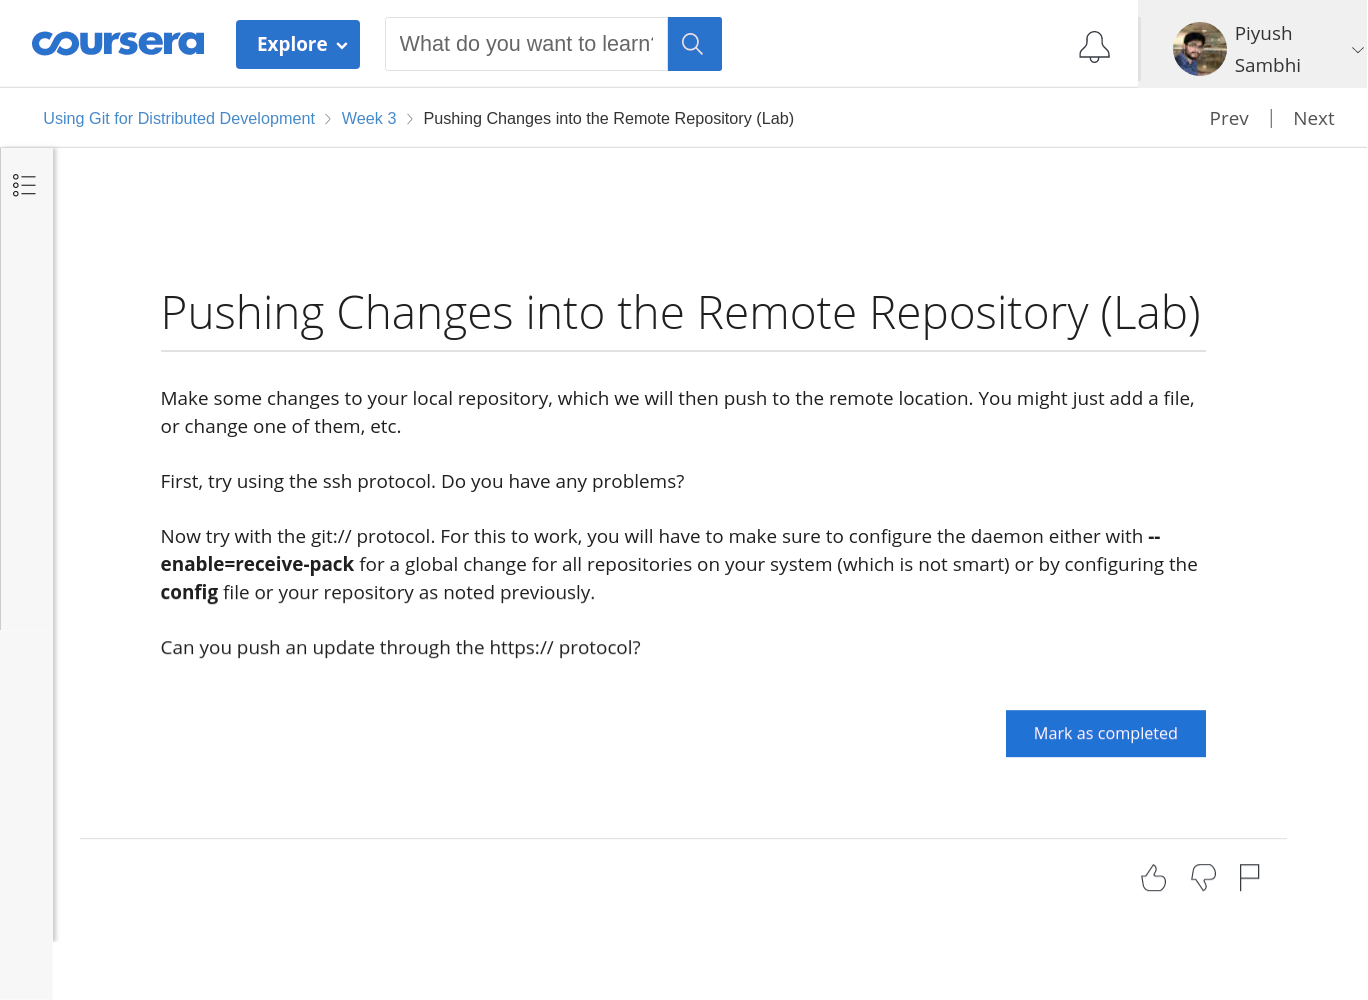 coursera
Explore
What do you want to learn
Piyush
Sambhi
Using Git for Distributed Development
Week 3
Pushing Changes into the Remote Repository (Lab)
Prev
Next
Pushing Changes into the Remote Repository (Lab)
Make some changes to your local repository, which we will then push to the remote location. You might just add a file,
or change one of them, etc.
First, try using the ssh protocol. Do you have any problems?
Now try with the git:// protocol. For this to work, you will have to make sure to configure the daemon either with --
enable=receive-pack for a global change for all repositories on your system (which is not smart) or by configuring the
config file or your repository as noted previously.
Can you push an update through the https:// protocol?
Mark as completed